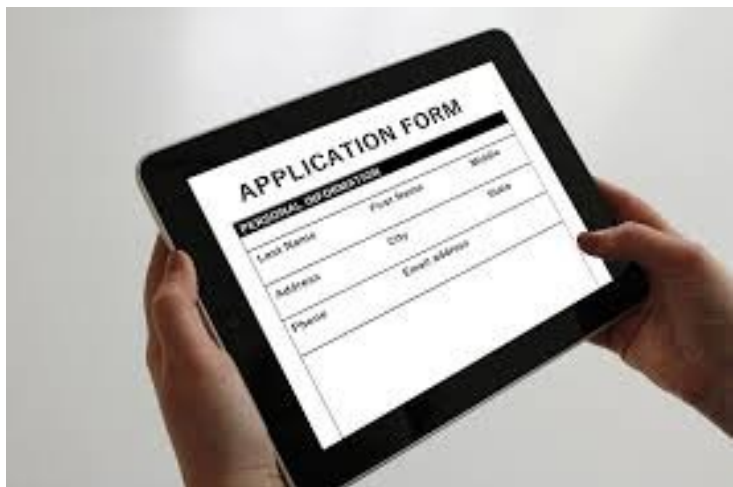 APPLICATION FORM
PERSONAL INFORMATION
Last Name First Name Middle
Address City State
Phone Email address